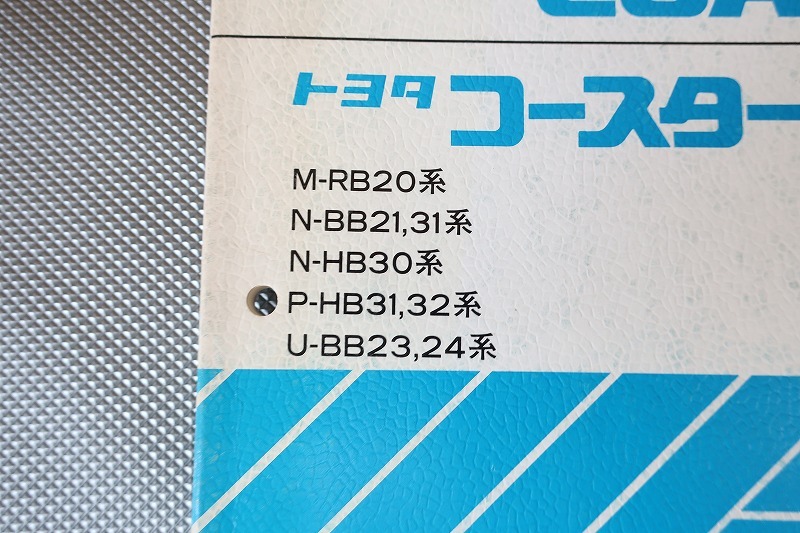 トヨタ コースター
M-RB20系
N-BB21,31系
N-HB30系
P-HB31,32系
U-BB23,24系